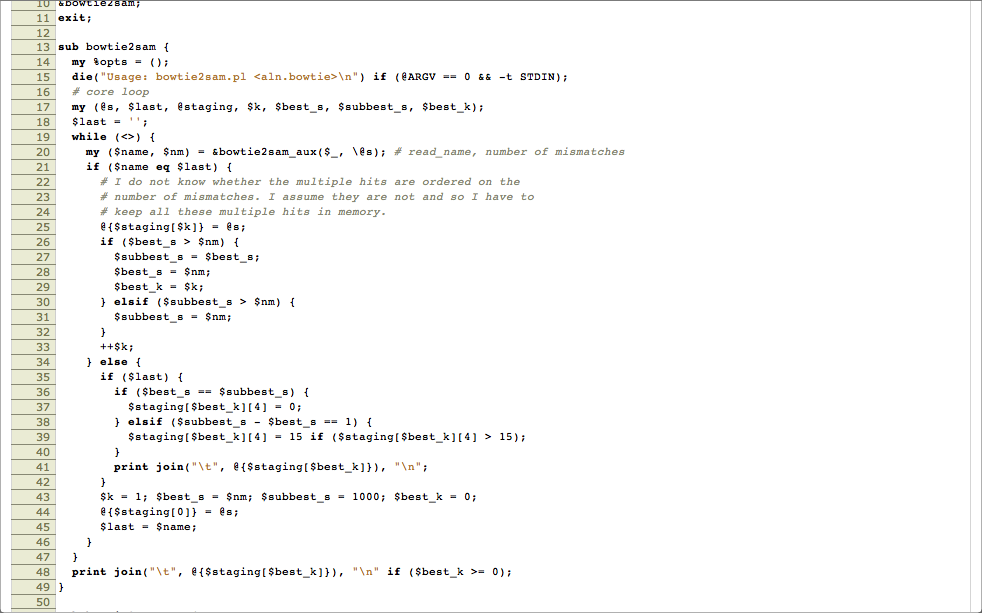 10 &bowtie2sam;
11 exit;
12
13 sub bowtie2sam {
14   my %opts = ();
15   die("Usage: bowtie2sam.pl <aln.bowtie>\n") if (@ARGV == 0 && -t STDIN);
16   # core loop
17   my (@s, $last, @staging, $k, $best_s, $subbest_s, $best_k);
18   $last = '';
19   while (<>) {
20     my ($name, $nm) = &bowtie2sam_aux($_, \@s); # read_name, number of mismatches
21     if ($name eq $last) {
22       # I do not know whether the multiple hits are ordered on the
23       # number of mismatches. I assume they are not and so I have to
24       # keep all these multiple hits in memory.
25       @{$staging[$k]} = @s;
26       if ($best_s > $nm) {
27         $subbest_s = $best_s;
28         $best_s = $nm;
29         $best_k = $k;
30       } elsif ($subbest_s > $nm) {
31         $subbest_s = $nm;
32       }
33       ++$k;
34     } else {
35       if ($last) {
36         if ($best_s == $subbest_s) {
37           $staging[$best_k][4] = 0;
38         } elsif ($subbest_s - $best_s == 1) {
39           $staging[$best_k][4] = 15 if ($staging[$best_k][4] > 15);
40         }
41         print join("\t", @{$staging[$best_k]}), "\n";
42       }
43       $k = 1; $best_s = $nm; $subbest_s = 1000; $best_k = 0;
44       @{$staging[0]} = @s;
45       $last = $name;
46     }
47   }
48   print join("\t", @{$staging[$best_k]}), "\n" if ($best_k >= 0);
49 }
50